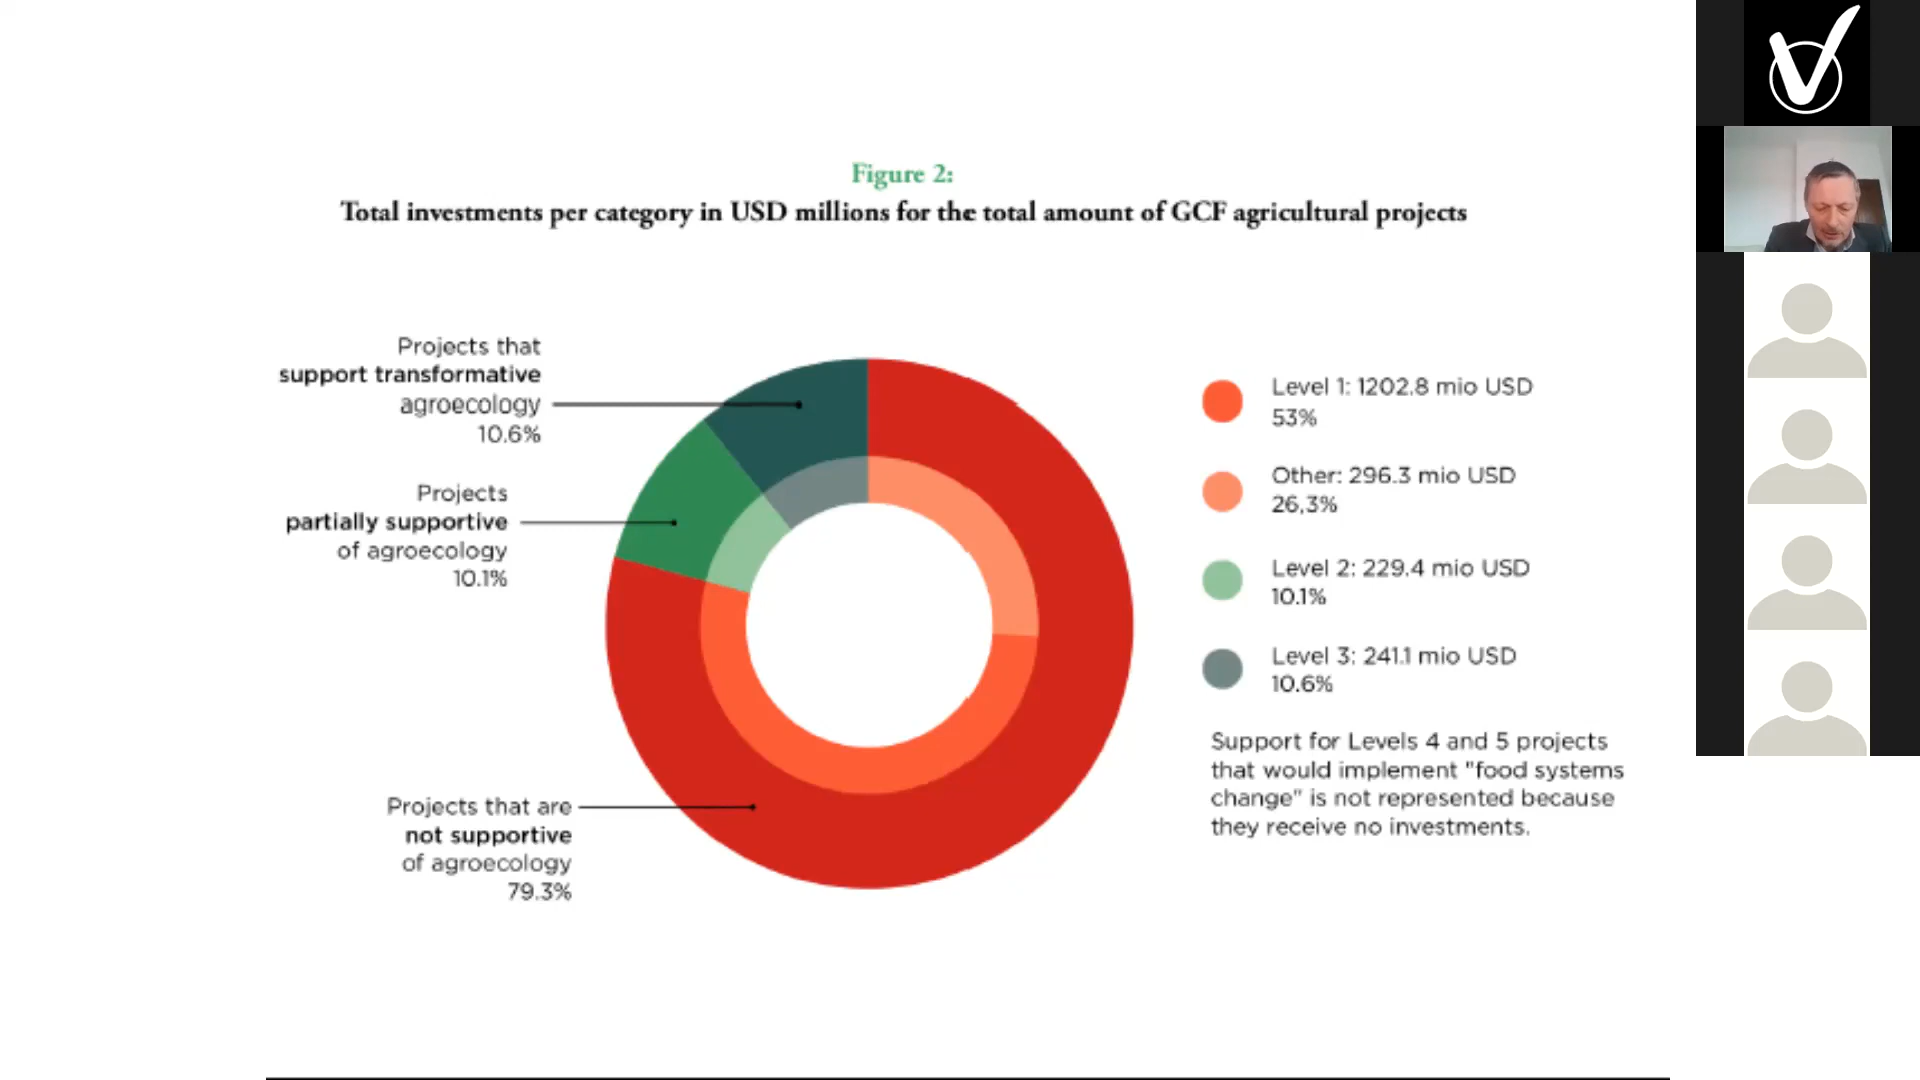 Figure 2:
Total investments per category in USD millions for the total amount of GCF agricultural projects
Projects that
support transformative
agroecology
10.6%
Projects
partially supportive
of agroecology
10.1%
Projects that are
not supportive
of agroecology
79.3%
Level 1: 1202.8 mio USD
53%
Other: 296.3 mio USD
26,3%
Level 2: 229.4 mio USD
10.1%
Level 3: 241.1 mio USD
10.6%
Support for Levels 4 and 5 projects
that would implement "food systems
change" is not represented because
they receive no investments.